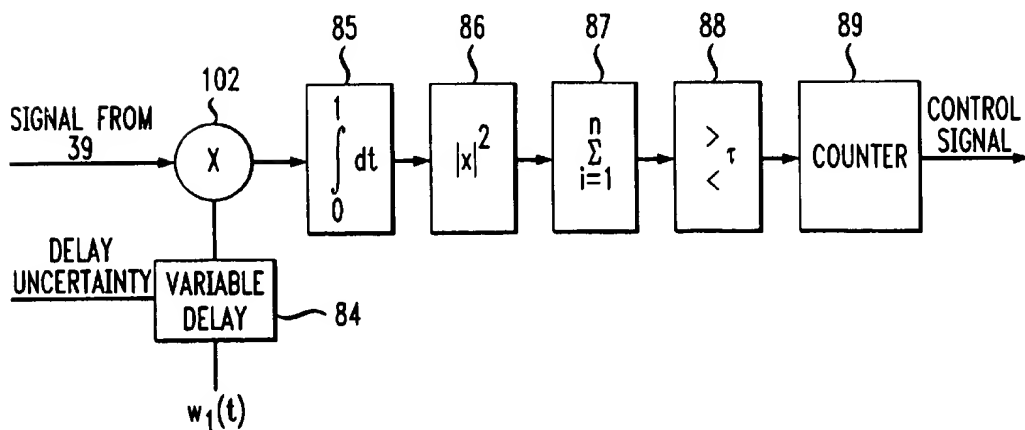 85
86
87
88
89
102
SIGNAL FROM
39
X
1
∫ dt
0
|x|²
n
Σ
i=1
>
τ
<
COUNTER
CONTROL
SIGNAL
DELAY
UNCERTAINTY
VARIABLE
DELAY
84
w₁(t)